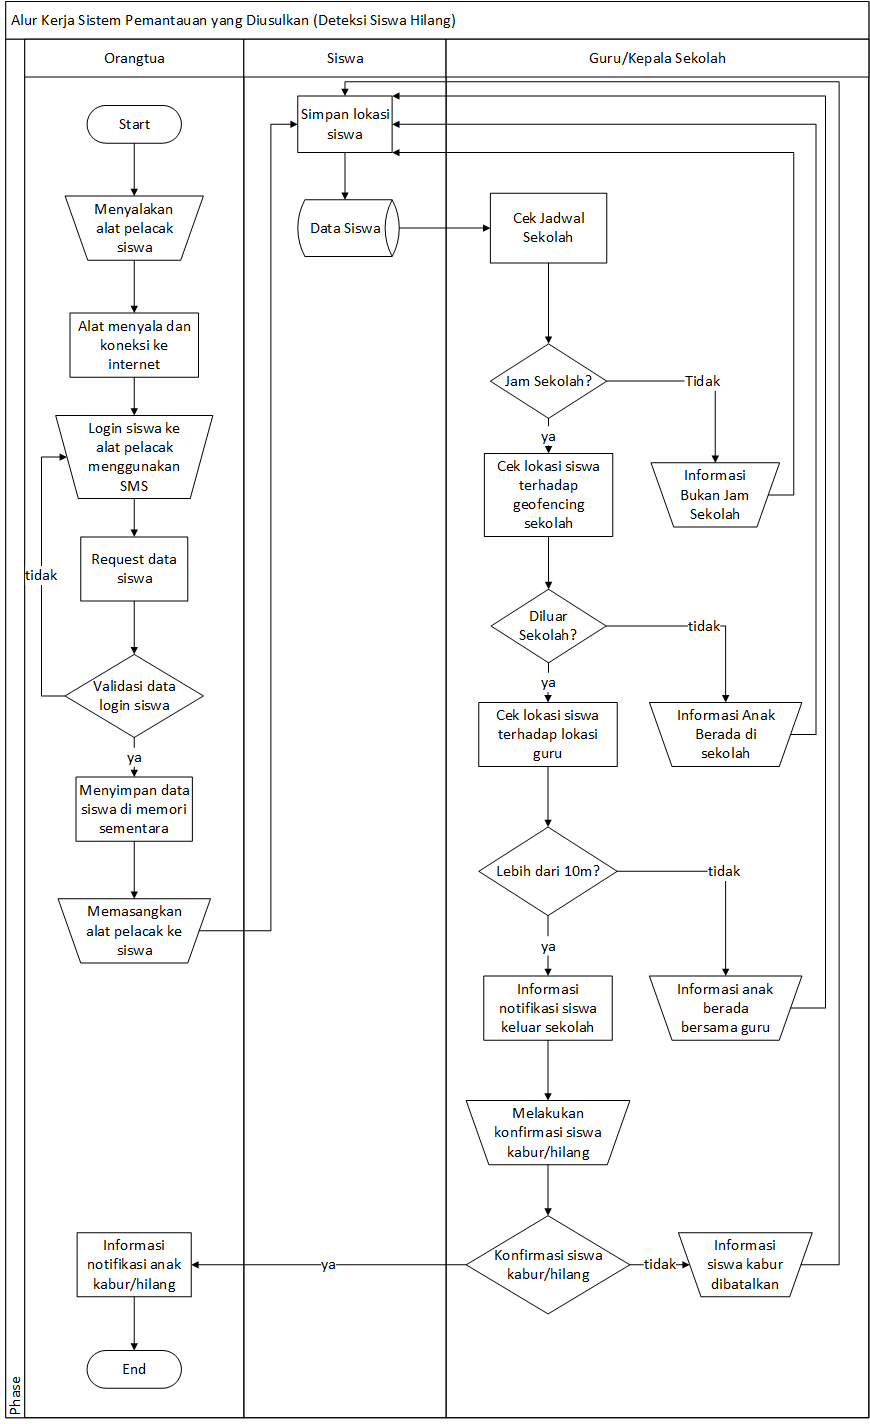 Alur Kerja Sistem Pemantauan yang Diusulkan (Deteksi Siswa Hilang)
Orangtua
Siswa
Guru/Kepala Sekolah
Start
Menyalakan
alat pelacak
siswa
Alat menyala dan
koneksi ke
internet
Login siswa ke
alat pelacak
menggunakan
SMS
Request data
siswa
tidak
Validasi data
login siswa
ya
Menyimpan data
siswa di memori
sementara
Memasangkan
alat pelacak ke
siswa
Simpan lokasi
siswa
Data Siswa
Cek Jadwal
Sekolah
Jam Sekolah?
Tidak
ya
Informasi
Bukan Jam
Sekolah
Cek lokasi siswa
terhadap
geofencing
sekolah
Diluar
Sekolah?
tidak
ya
Informasi Anak
Berada di
sekolah
Cek lokasi siswa
terhadap lokasi
guru
Lebih dari 10m?
tidak
ya
Informasi anak
berada
bersama guru
Informasi
notifikasi siswa
keluar sekolah
Melakukan
konfirmasi siswa
kabur/hilang
Konfirmasi siswa
kabur/hilang
tidak
Informasi
siswa kabur
dibatalkan
ya
Informasi
notifikasi anak
kabur/hilang
End
Phase